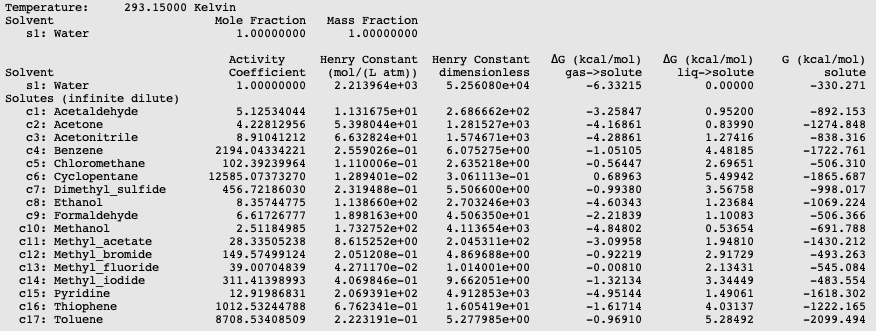 Temperature: 293.15000 Kelvin
Solvent Mole Fraction Mass Fraction
s1: Water 1.00000000 1.00000000
Activity Henry Constant Henry Constant ΔG (kcal/mol) ΔG (kcal/mol) G (kcal/mol)
Solvent Coefficient (mol/(L atm)) dimensionless gas->solute liq->solute solute
s1: Water 1.00000000 2.213964e+03 5.256080e+04 -6.33215 0.00000 -330.271
Solutes (infinite dilute)
c1: Acetaldehyde 5.12534044 1.131675e+01 2.686662e+02 -3.25847 0.95200 -892.153
c2: Acetone 4.22812956 5.398044e+01 1.281527e+03 -4.16861 0.83990 -1274.848
c3: Acetonitrile 8.91041212 6.632824e+01 1.574671e+03 -4.28861 1.27416 -838.316
c4: Benzene 2194.04334221 2.559026e-01 6.075275e+00 -1.05105 4.48185 -1722.761
c5: Chloromethane 102.39239964 1.110006e-01 2.635218e+00 -0.56447 2.69651 -506.310
c6: Cyclopentane 12585.07373270 1.289401e-02 3.061113e-01 0.68963 5.49942 -1865.687
c7: Dimethyl_sulfide 456.72186030 2.319488e-01 5.506600e+00 -0.99380 3.56758 -998.017
c8: Ethanol 8.35744775 1.138660e+02 2.703246e+03 -4.60343 1.23684 -1069.224
c9: Formaldehyde 6.61726777 1.898163e+00 4.506350e+01 -2.21839 1.10083 -506.366
c10: Methanol 2.51184985 1.732752e+02 4.113654e+03 -4.84802 0.53654 -691.788
c11: Methyl_acetate 28.33505238 8.615252e+00 2.045311e+02 -3.09958 1.94810 -1430.212
c12: Methyl_bromide 149.57499124 2.051208e-01 4.869688e+00 -0.92219 2.91729 -493.263
c13: Methyl_fluoride 39.00704839 4.271170e-02 1.014001e+00 -0.00810 2.13431 -545.084
c14: Methyl_iodide 311.41398993 4.069846e-01 9.662051e+00 -1.32134 3.34449 -483.554
c15: Pyridine 12.91986831 2.069391e+02 4.912853e+03 -4.95144 1.49061 -1618.302
c16: Thiophene 1012.53244788 6.762341e-01 1.605419e+01 -1.61714 4.03137 -1222.165
c17: Toluene 8708.53408509 2.223191e-01 5.277985e+00 -0.96910 5.28492 -2099.494